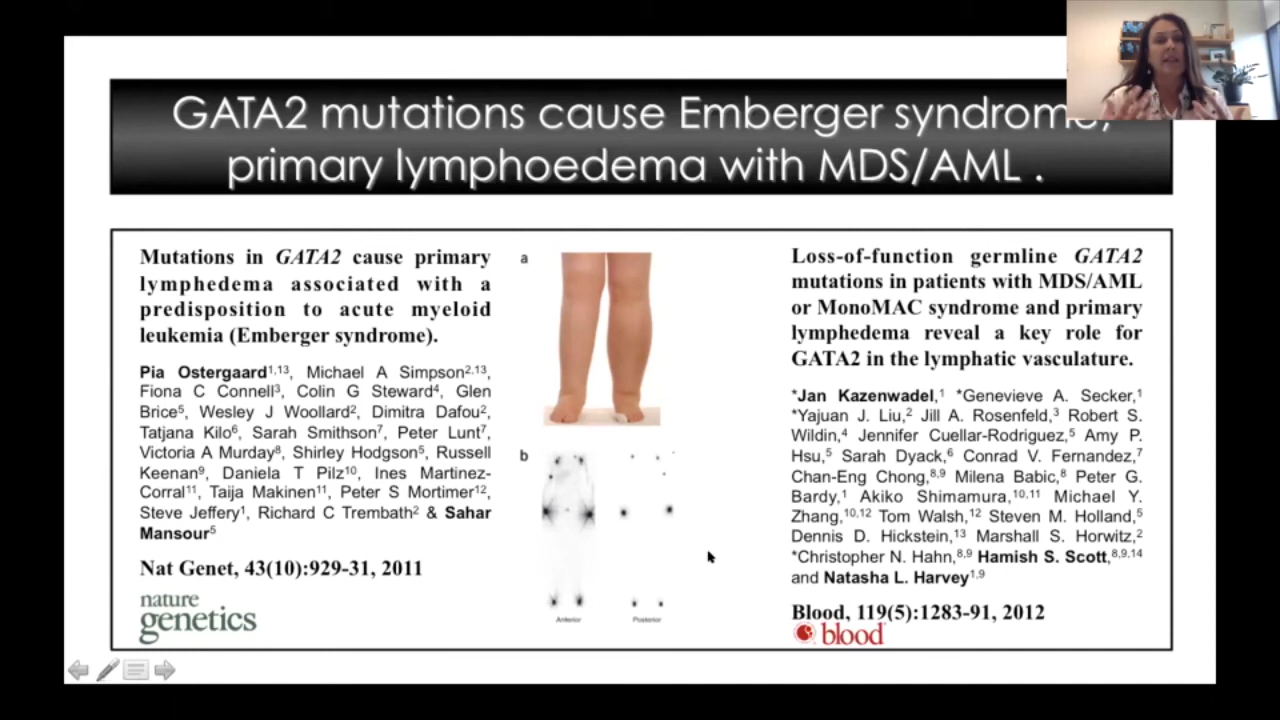 GATA2 mutations cause Emberger syndrome,
primary lymphoedema with MDS/AML .
Mutations in GATA2 cause primary
lymphedema associated with a
predisposition to acute myeloid
leukemia (Emberger syndrome).
Pia Ostergaard1,13, Michael A Simpson2,13,
Fiona C Connell3, Colin G Steward4, Glen
Brice5, Wesley J Woollard2, Dimitra Dafou2,
Tatjana Kilo6, Sarah Smithson7, Peter Lunt7,
Victoria A Murday8, Shirley Hodgson5, Russell
Keenan9, Daniela T Pilz10, Ines Martinez-
Corral11, Taija Makinen11, Peter S Mortimer12,
Steve Jeffery1, Richard C Trembath2 & Sahar
Mansour5
Nat Genet, 43(10):929-31, 2011
nature
genetics
a
b
Anterior
Posterior
Loss-of-function germline GATA2
mutations in patients with MDS/AML
or MonoMAC syndrome and primary
lymphedema reveal a key role for
GATA2 in the lymphatic vasculature.
*Jan Kazenwadel,1 *Genevieve A. Secker,1
*Yajuan J. Liu,2 Jill A. Rosenfeld,3 Robert S.
Wildin,4 Jennifer Cuellar-Rodriguez,5 Amy P.
Hsu,5 Sarah Dyack,6 Conrad V. Fernandez,7
Chan-Eng Chong,8,9 Milena Babic,8 Peter G.
Bardy,1 Akiko Shimamura,10,11 Michael Y.
Zhang,10,12 Tom Walsh,12 Steven M. Holland,5
Dennis D. Hickstein,13 Marshall S. Horwitz,2
*Christopher N. Hahn,8,9 Hamish S. Scott,8,9,14
and Natasha L. Harvey1,9
Blood, 119(5):1283-91, 2012
blood